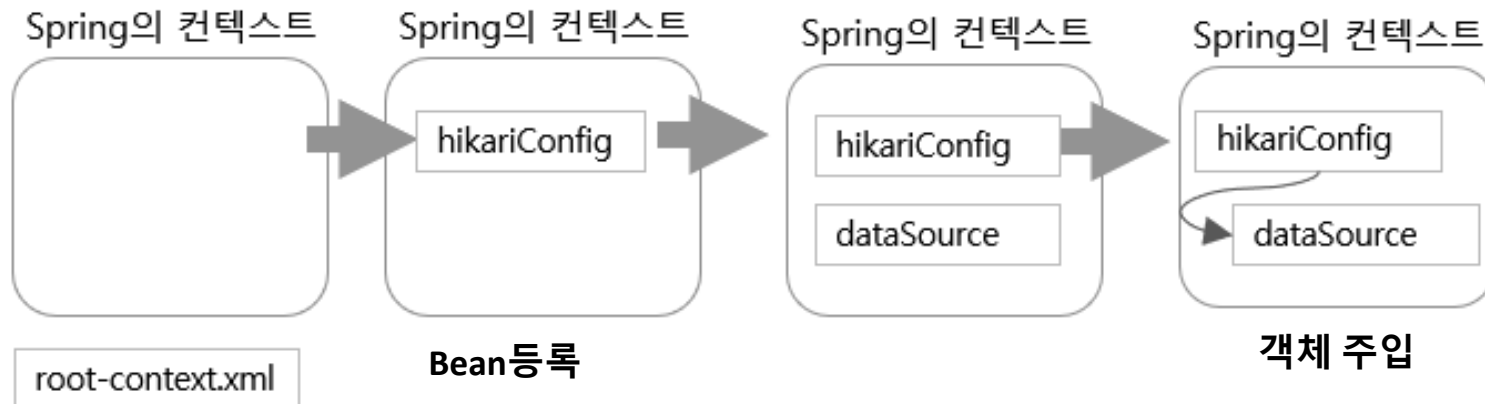 Spring의 컨텍스트
Spring의 컨텍스트
Spring의 컨텍스트
Spring의 컨텍스트
hikariConfig
hikariConfig
dataSource
hikariConfig
dataSource
root-context.xml
Bean등록
객체 주입